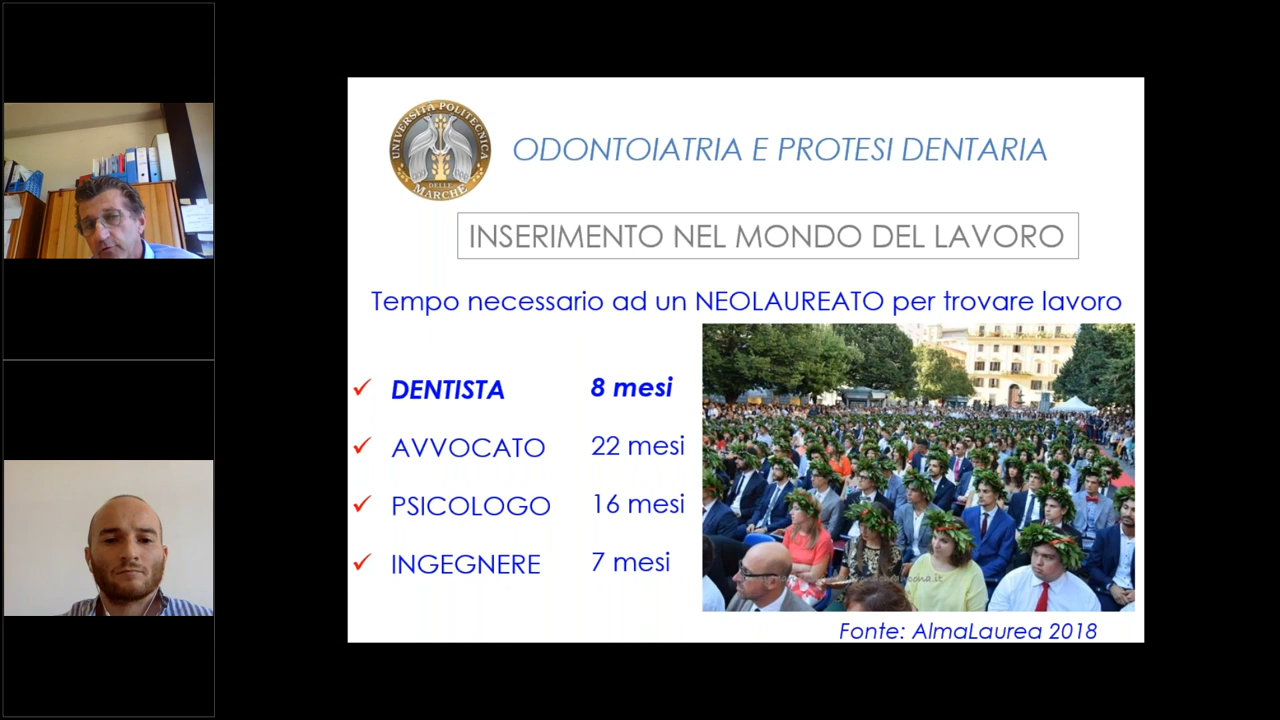 UNIVERSITÀ POLITECNICA
DELLE
MARCHE
ODONTOIATRIA E PROTESI DENTARIA
INSERIMENTO NEL MONDO DEL LAVORO
Tempo necessario ad un NEOLAUREATO per trovare lavoro
✓ DENTISTA 8 mesi
✓ AVVOCATO 22 mesi
✓ PSICOLOGO 16 mesi
✓ INGEGNERE 7 mesi
Fonte: AlmaLaurea 2018